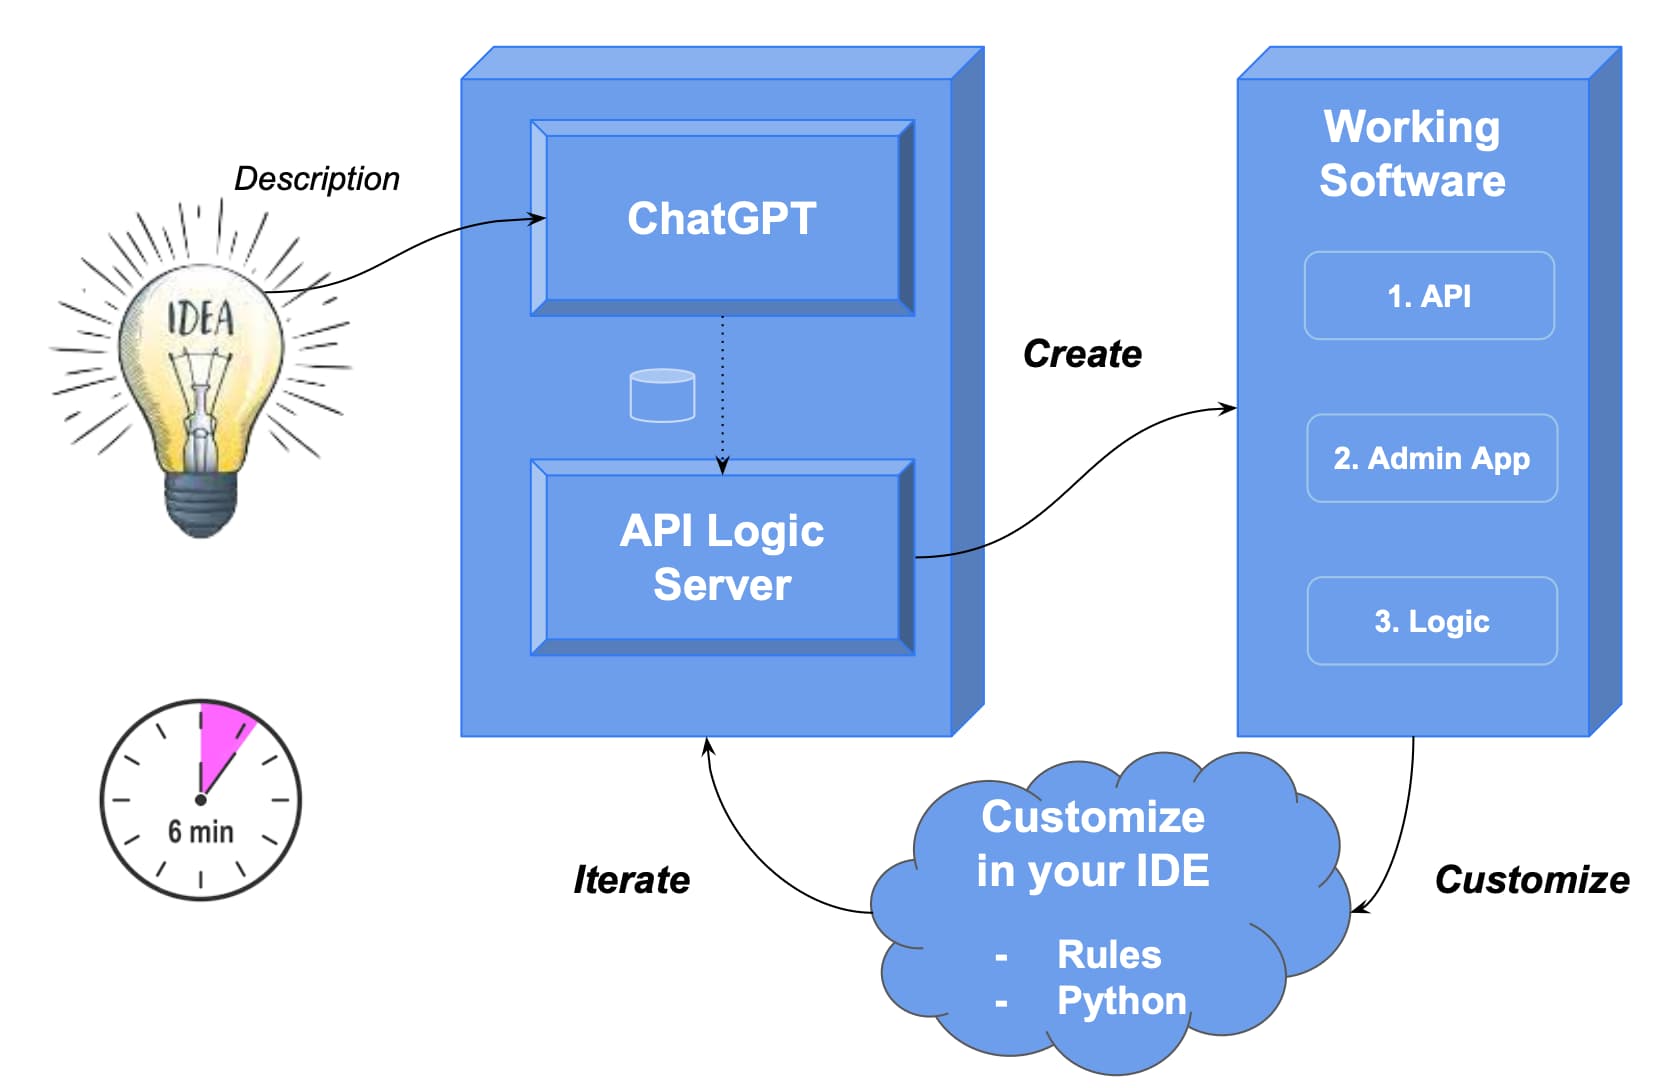 Description
IDEA
6 min
ChatGPT
API Logic
Server
Create
Working
Software
1. API
2. Admin App
3. Logic
Customize
Customize
in your IDE
- Rules
- Python
Iterate